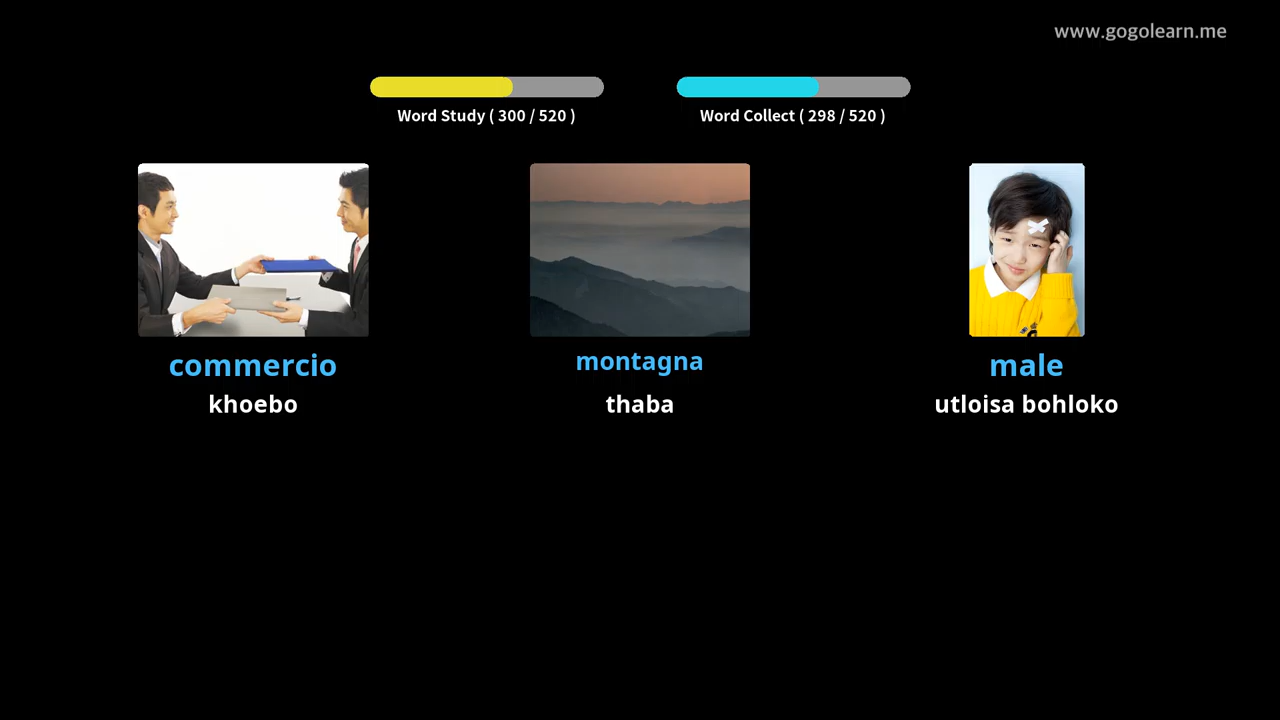 www.gogolearn.me
Word Study ( 300 / 520 )
Word Collect ( 298 / 520 )
commercio
khoebo
montagna
thaba
male
utloisa bohloko